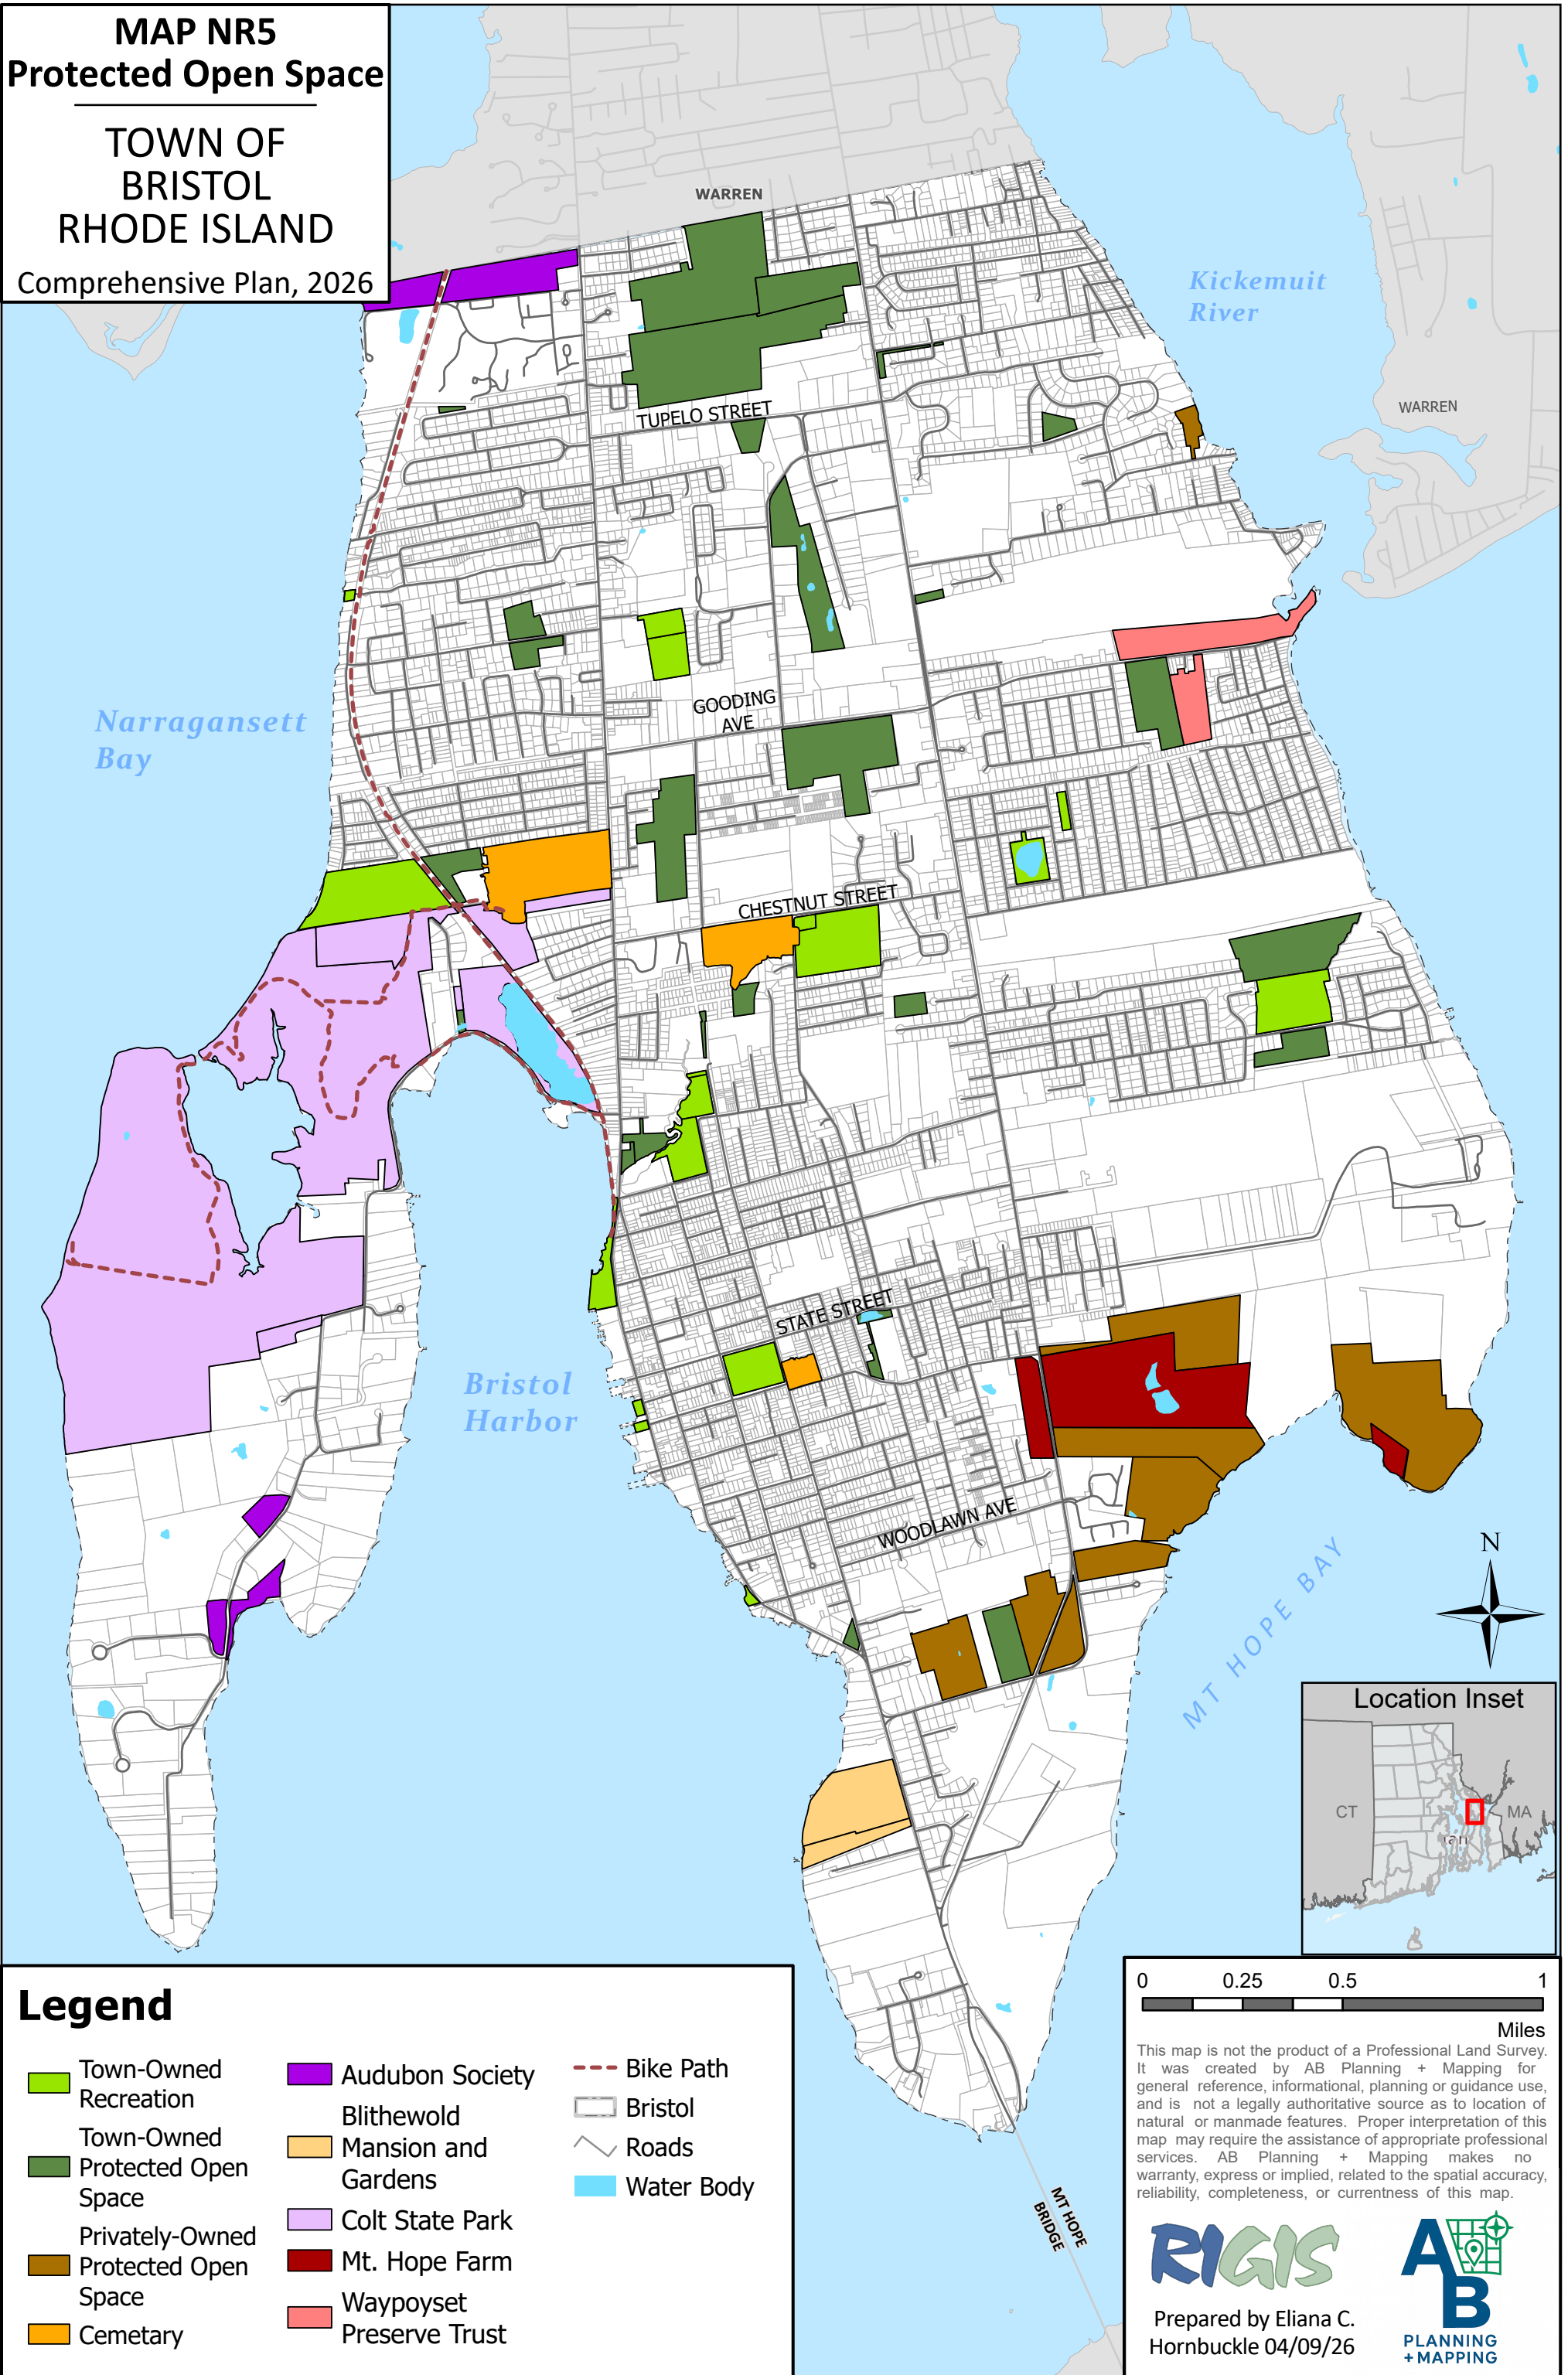 MAP NR5
Protected Open Space
TOWN OF
BRISTOL
RHODE ISLAND
Comprehensive Plan, 2026
WARREN
Kickemuit
River
WARREN
TUPELO STREET
Narragansett
Bay
GOODING
AVE
CHESTNUT STREET
STATE STREET
Bristol
Harbor
WOODLAWN AVE
MT HOPE BAY
N
Location Inset
CT
MA
MT HOPE
BRIDGE
Legend
Town-Owned
Recreation
Town-Owned
Protected Open
Space
Privately-Owned
Protected Open
Space
Cemetary
Audubon Society
Blithewold
Mansion and
Gardens
Colt State Park
Mt. Hope Farm
Waypoyset
Preserve Trust
Bike Path
Bristol
Roads
Water Body
0 0.25 0.5 1
Miles
This map is not the product of a Professional Land Survey.
It was created by AB Planning + Mapping for
general reference, informational, planning or guidance use,
and is not a legally authoritative source as to location of
natural or manmade features. Proper interpretation of this
map may require the assistance of appropriate professional
services. AB Planning + Mapping makes no
warranty, express or implied, related to the spatial accuracy,
reliability, completeness, or currentness of this map.
RIGIS
Prepared by Eliana C.
Hornbuckle 04/09/26
AB
PLANNING
+MAPPING